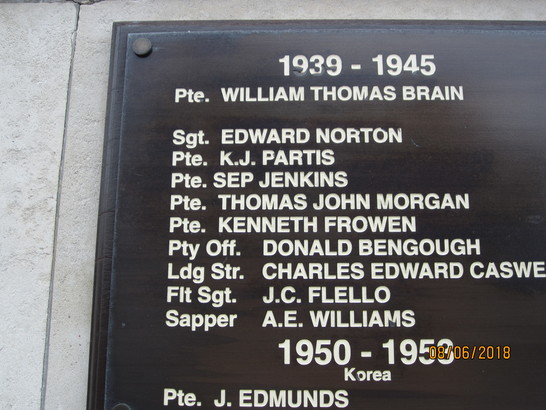 1939 - 1945
Pte. WILLIAM THOMAS BRAIN
Sgt. EDWARD NORTON
Pte. K.J. PARTIS
Pte. SEP JENKINS
Pte. THOMAS JOHN MORGAN
Pte. KENNETH FROWEN
Pty Off. DONALD BENGOUGH
Ldg Str. CHARLES EDWARD CASWE
Flt Sgt. J.C. FLELLO
Sapper A.E. WILLIAMS
1950 - 1953
08/06/2018
Korea
Pte. J. EDMUNDS